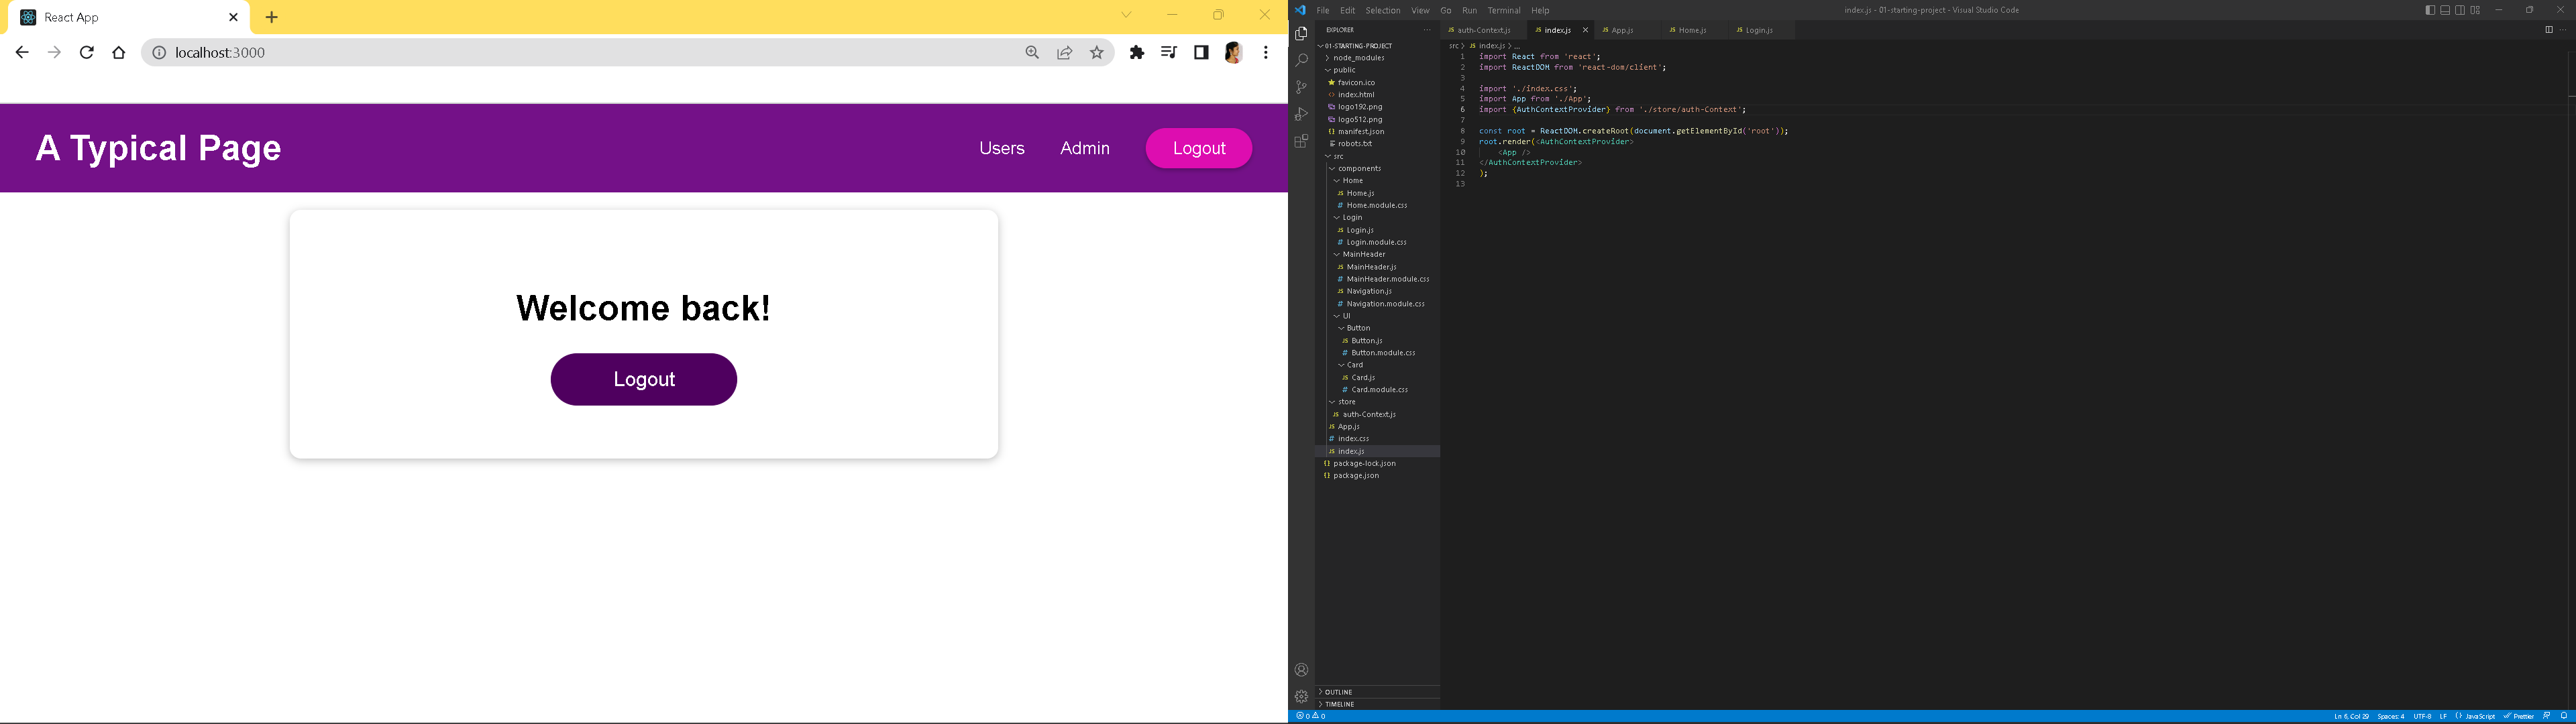 React App
localhost:3000
A Typical Page
Users
Admin
Logout
Welcome back!
Logout
File Edit Selection View Go Run Terminal Help
index.js - 01-starting-project - Visual Studio Code
EXPLORER
01-STARTING-PROJECT
node_modules
public
favicon.ico
index.html
logo192.png
logo512.png
manifest.json
robots.txt
src
components
Home
Home.js
Home.module.css
Login
Login.js
Login.module.css
MainHeader
MainHeader.js
MainHeader.module.css
Navigation.js
Navigation.module.css
UI
Button
Button.js
Button.module.css
Card
Card.js
Card.module.css
store
auth-Context.js
App.js
index.css
index.js
package-lock.json
package.json
OUTLINE
TIMELINE
JS auth-Context.js JS index.js JS App.js JS Home.js JS Login.js
src > JS index.js > ...
1 import React from 'react';
2 import ReactDOM from 'react-dom/client';
3
4 import './index.css';
5 import App from './App';
6 import {AuthContextProvider} from './store/auth-Context';
7
8 const root = ReactDOM.createRoot(document.getElementById('root'));
9 root.render(<AuthContextProvider>
10 <App />
11 </AuthContextProvider>
12 );
13
0 0 Ln 6, Col 29 Spaces: 4 UTF-8 LF {} JavaScript Prettier